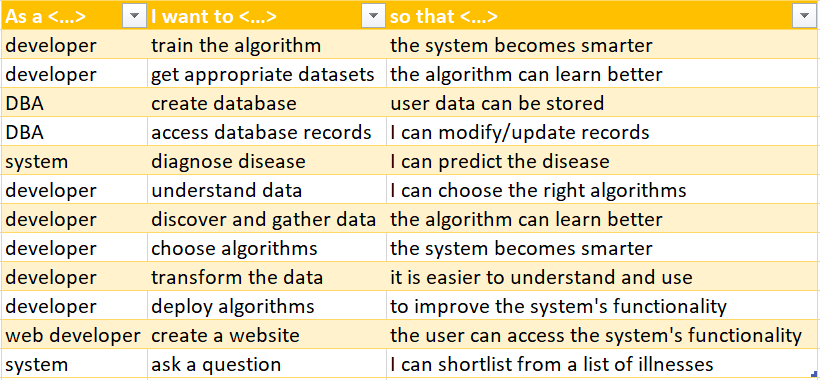 As a <...> I want to <...> so that <...>
developer train the algorithm the system becomes smarter
developer get appropriate datasets the algorithm can learn better
DBA create database user data can be stored
DBA access database records I can modify/update records
system diagnose disease I can predict the disease
developer understand data I can choose the right algorithms
developer discover and gather data the algorithm can learn better
developer choose algorithms the system becomes smarter
developer transform the data it is easier to understand and use
developer deploy algorithms to improve the system's functionality
web developer create a website the user can access the system's functionality
system ask a question I can shortlist from a list of illnesses